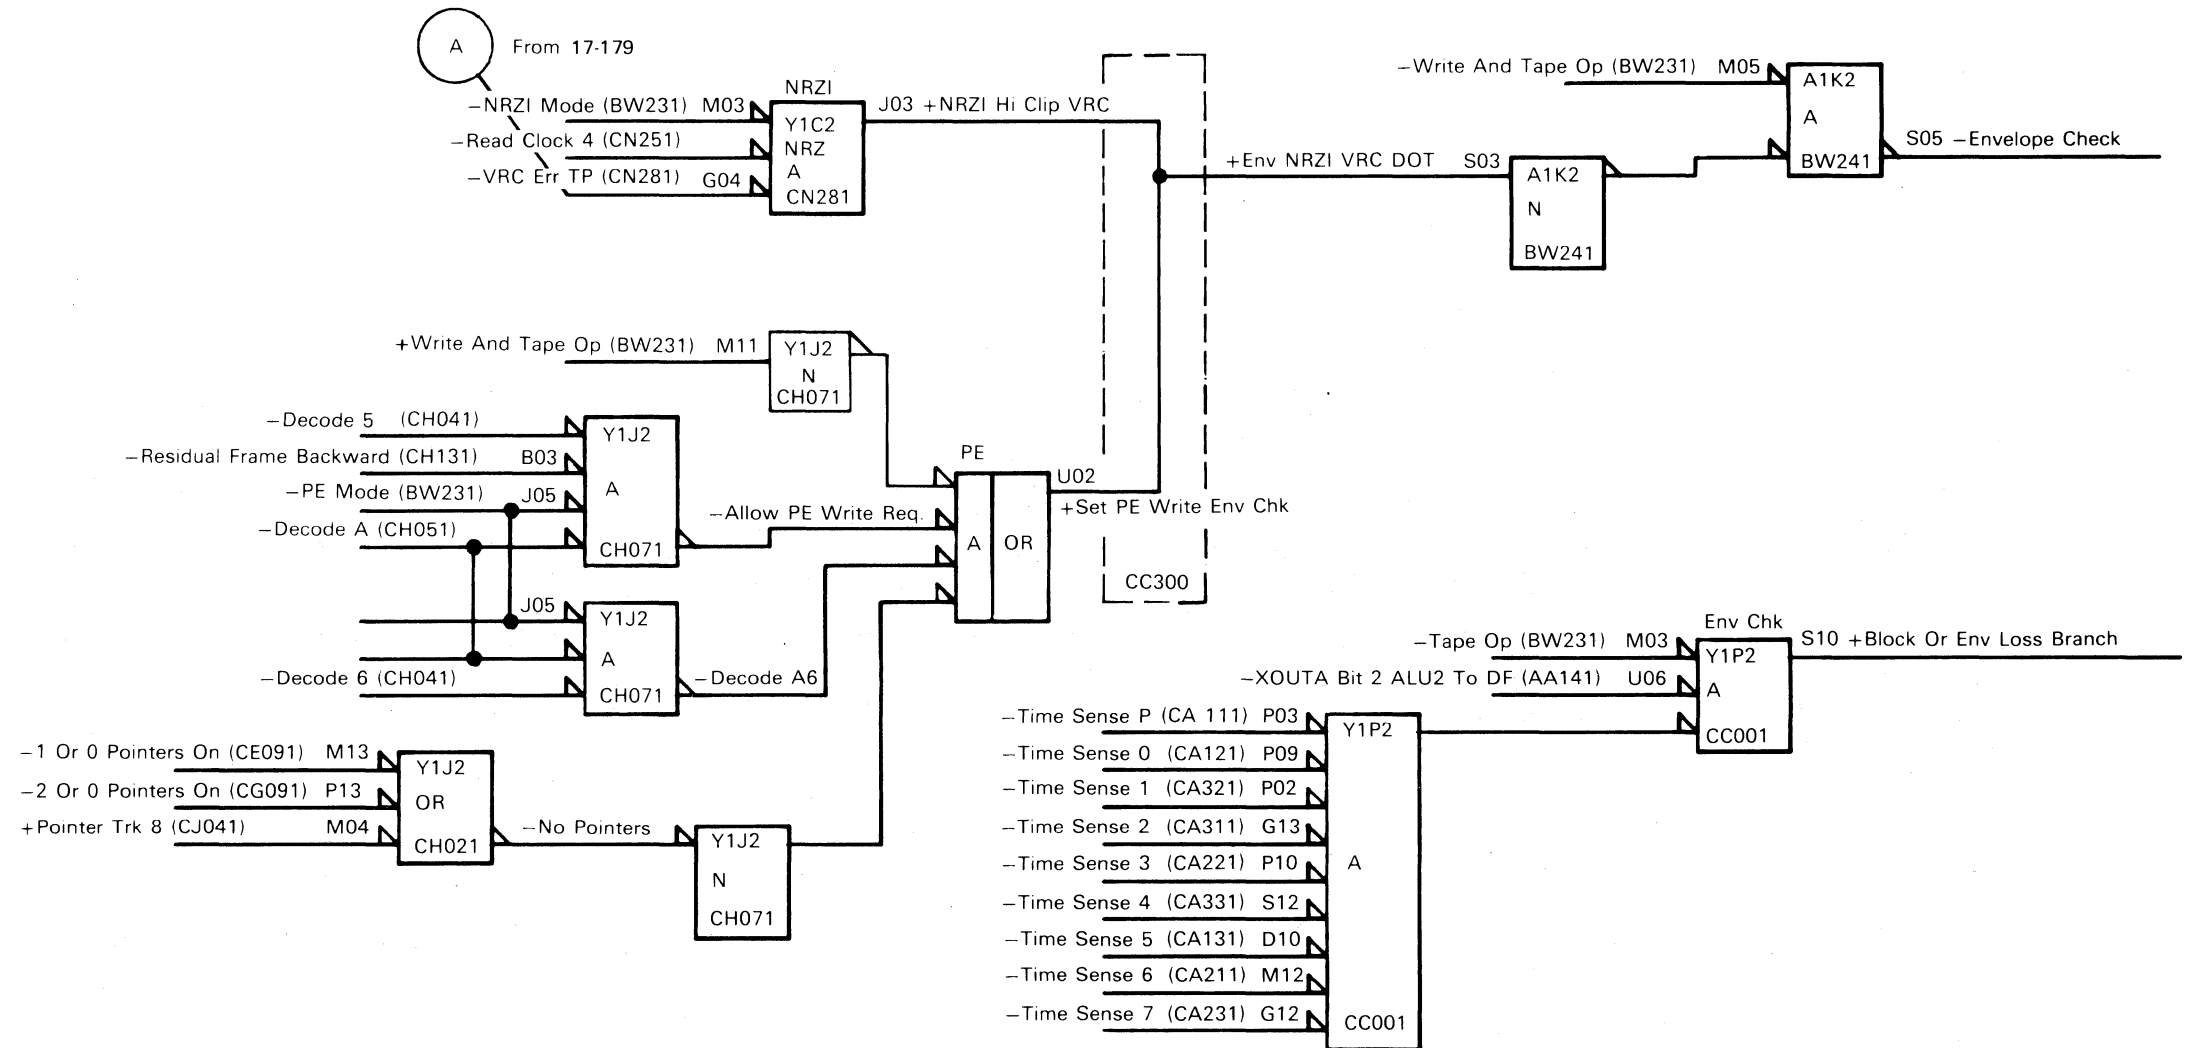 A From 17-179
NRZI
−NRZI Mode (BW231) M03
−Read Clock 4 (CN251)
−VRC Err TP (CN281) G04
Y1C2
NRZ
A
CN281
J03 +NRZI Hi Clip VRC
−Write And Tape Op (BW231) M05
A1K2
A
BW241
S05 −Envelope Check
+Env NRZI VRC DOT S03
A1K2
N
BW241
+Write And Tape Op (BW231) M11
Y1J2
N
CH071
−Decode 5 (CH041)
−Residual Frame Backward (CH131) B03
−PE Mode (BW231) J05
−Decode A (CH051)
Y1J2
A
CH071
−Allow PE Write Req.
PE
A OR
U02
+Set PE Write Env Chk
CC300
J05
−Decode 6 (CH041)
Y1J2
A
CH071
−Decode A6
−1 Or 0 Pointers On (CE091) M13
−2 Or 0 Pointers On (CG091) P13
+Pointer Trk 8 (CJ041) M04
Y1J2
OR
CH021
−No Pointers
Y1J2
N
CH071
Env Chk
−Tape Op (BW231) M03
−XOUTA Bit 2 ALU2 To DF (AA141) U06
Y1P2
A
CC001
S10 +Block Or Env Loss Branch
−Time Sense P (CA 111) P03
−Time Sense 0 (CA121) P09
−Time Sense 1 (CA321) P02
−Time Sense 2 (CA311) G13
−Time Sense 3 (CA221) P10
−Time Sense 4 (CA331) S12
−Time Sense 5 (CA131) D10
−Time Sense 6 (CA211) M12
−Time Sense 7 (CA231) G12
Y1P2
A
CC001